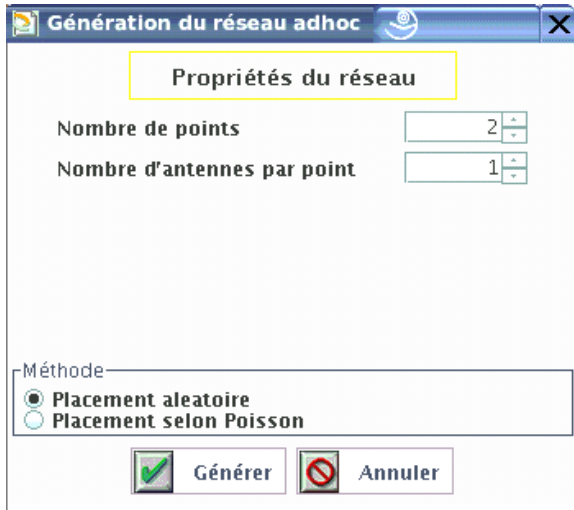 Génération du réseau adhoc
Propriétés du réseau
Nombre de points 2
Nombre d'antennes par point 1
Méthode
Placement aleatoire
Placement selon Poisson
Générer Annuler